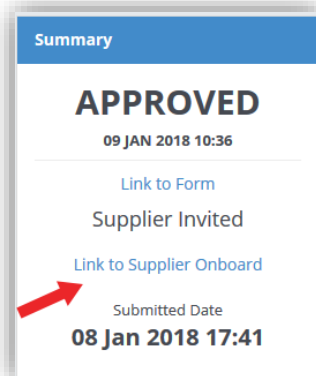 Summary
APPROVED
09 JAN 2018 10:36
Link to Form
Supplier Invited
Link to Supplier Onboard
Submitted Date
08 Jan 2018 17:41